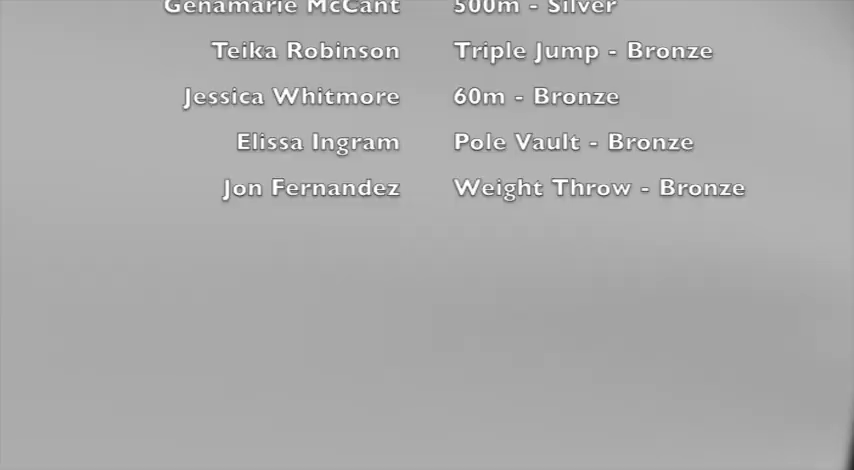 Genamarie McCant 500m - Silver
Teika Robinson Triple Jump - Bronze
Jessica Whitmore 60m - Bronze
Elissa Ingram Pole Vault - Bronze
Jon Fernandez Weight Throw - Bronze